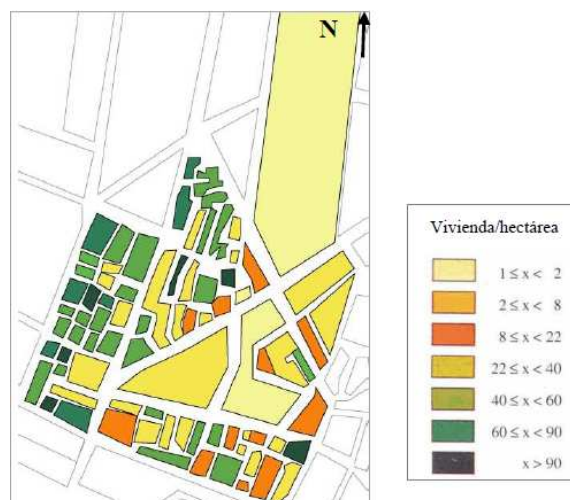 N
Vivienda/hectárea
1 ≤ x < 2
2 ≤ x < 8
8 ≤ x < 22
22 ≤ x < 40
40 ≤ x < 60
60 ≤ x < 90
x > 90